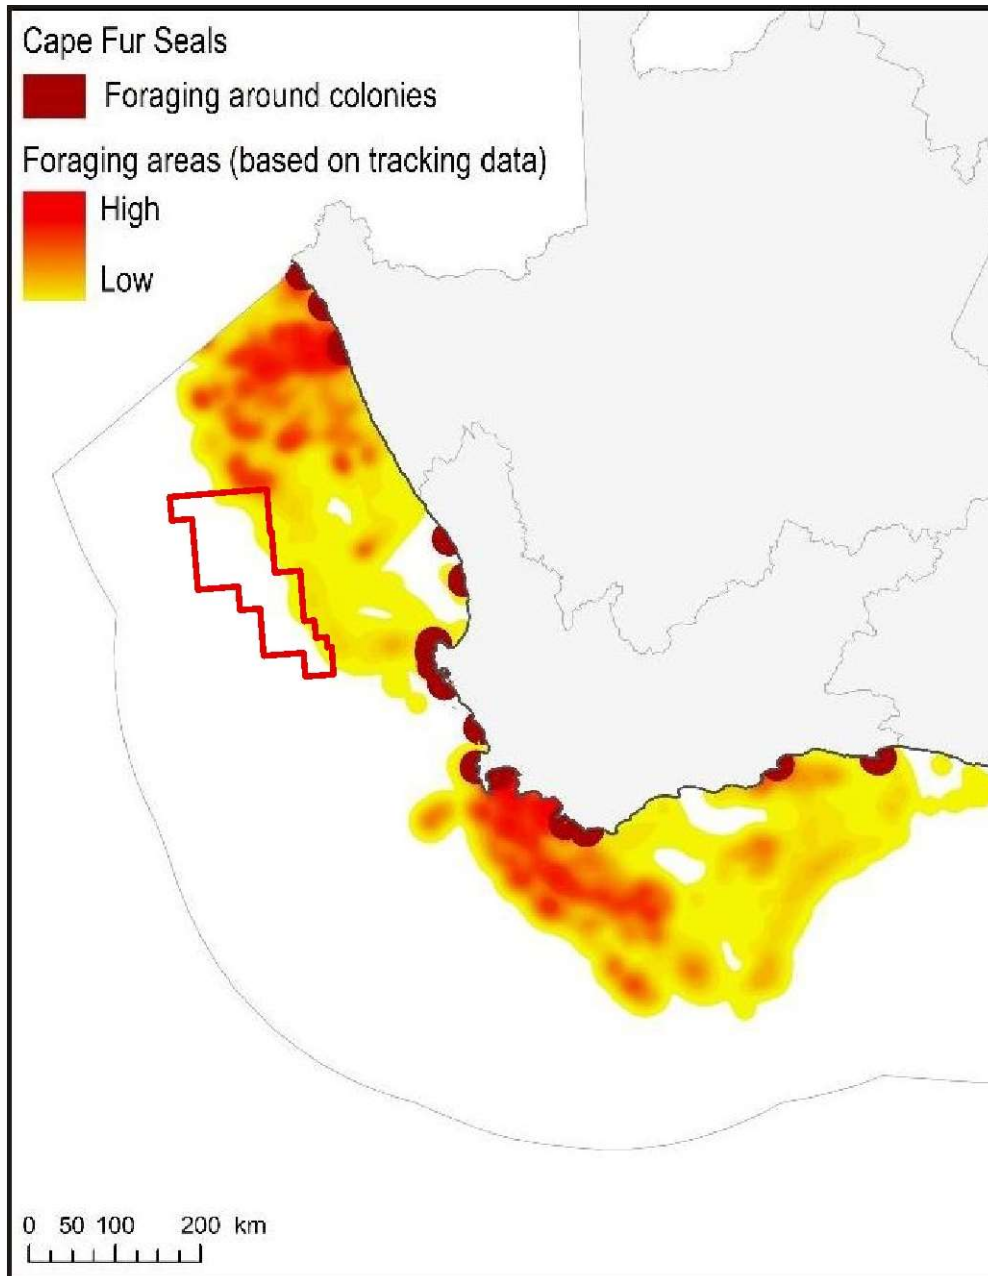 Cape Fur Seals
Foraging around colonies
Foraging areas (based on tracking data)
High
Low
0 50 100 200 km